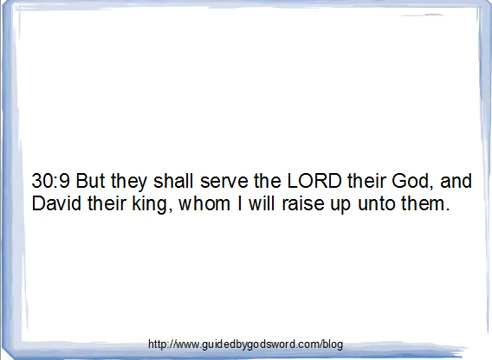 30:9 But they shall serve the LORD their God, and
David their king, whom I will raise up unto them.
http://www.guidedbygodsword.com/blog